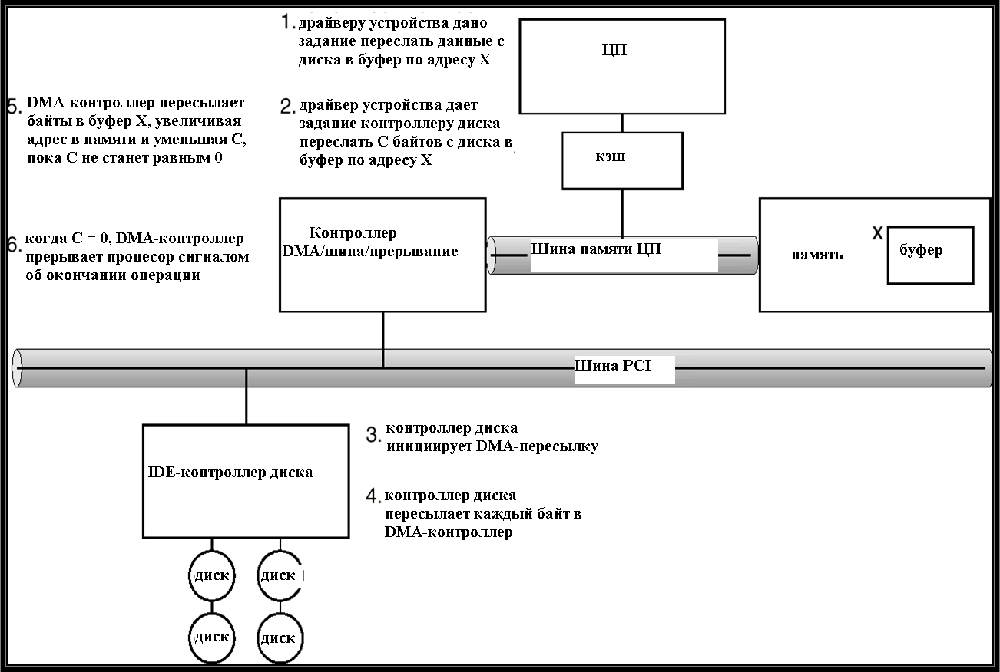 1. драйверу устройства дано
задание переслать данные с
диска в буфер по адресу X
ЦП
5. DMA-контроллер пересылает
байты в буфер X, увеличивая
адрес в памяти и уменьшая C,
пока C не станет равным 0
2. драйвер устройства дает
задание контроллеру диска
переслать C байтов с диска в
буфер по адресу X
кэш
6. когда C = 0, DMA-контроллер
прерывает процессор сигналом
об окончании операции
Контроллер
DMA/шина/прерывание
Шина памяти ЦП
память
X
буфер
Шина PCI
IDE-контроллер диска
3. контроллер диска
инициирует DMA-пересылку
4. контроллер диска
пересылает каждый байт в
DMA-контроллер
диск
диск
диск
диск